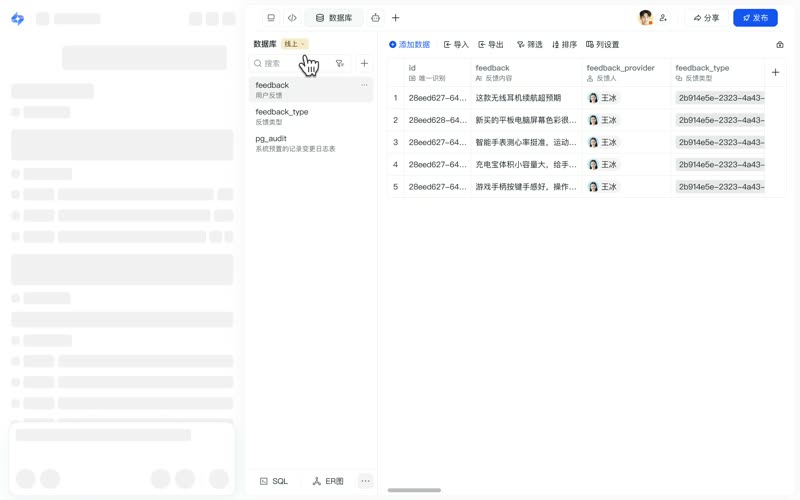 数据库
分享
发布
数据库 线上
搜索
feedback
用户反馈
feedback_type
反馈类型
pg_audit
系统预置的记录变更日志表
SQL
ER图
添加数据 导入 导出 筛选 排序 列设置
id feedback feedback_provider feedback_type
唯一识别 反馈内容 反馈人 反馈类型
1 28eed627-64... 这款无线耳机续航超预期 王冰 2b914e5e-2323-4a43-
2 28eed628-64... 新买的平板电脑屏幕色彩很... 王冰 2b914e5e-2323-4a43-
3 28eed627-64... 智能手表测心率挺准，运动... 王冰 2b914e5e-2323-4a43-
4 28eed627-64... 充电宝体积小容量大，给手... 王冰 2b914e5e-2323-4a43-
5 28eed627-64... 游戏手柄按键手感好，操作... 王冰 2b914e5e-2323-4a43-